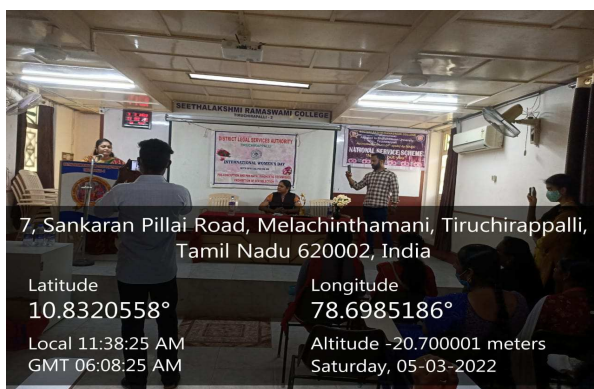 SEETHALAKSHMI RAMASWAMI COLLEGE
TIRUCHIRAPALLI - 2
DISTRICT LEGAL SERVICES AUTHORITY
INTERNATIONAL WOMEN'S DAY
NATIONAL SERVICE SCHEME
7, Sankaran Pillai Road, Melachinthamani, Tiruchirappalli,
Tamil Nadu 620002, India
Latitude
10.8320558°
Longitude
78.6985186°
Local 11:38:25 AM
GMT 06:08:25 AM
Altitude -20.700001 meters
Saturday, 05-03-2022